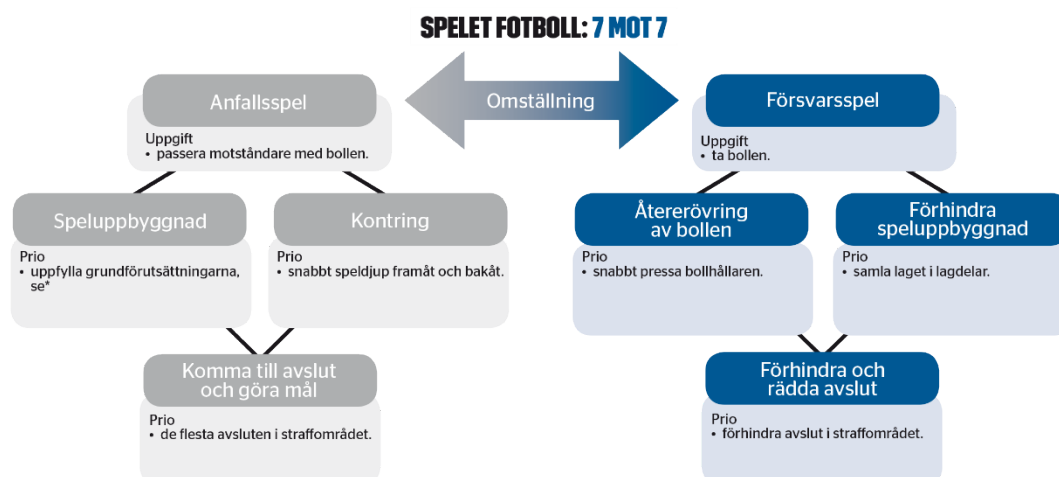 SPELET FOTBOLL: 7 MOT 7
Omställning
Anfallsspel
Uppgift
• passera motståndare med bollen.
Speluppbyggnad
Prio
• uppfylla grundförutsättningarna,
se*
Kontring
Prio
• snabbt speldjup framåt och bakåt.
Komma till avslut
och göra mål
Prio
• de flesta avsluten i straffområdet.
Försvarsspel
Uppgift
• ta bollen.
Återerövring
av bollen
Prio
• snabbt pressa bollhållaren.
Förhindra
speluppbyggnad
Prio
• samla laget i lagdelar.
Förhindra och
rädda avslut
Prio
• förhindra avslut i straffområdet.